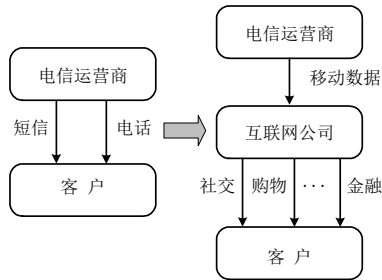 电信运营商
短信
电话
客 户
电信运营商
移动数据
互联网公司
社交 购物 ··· 金融
客 户